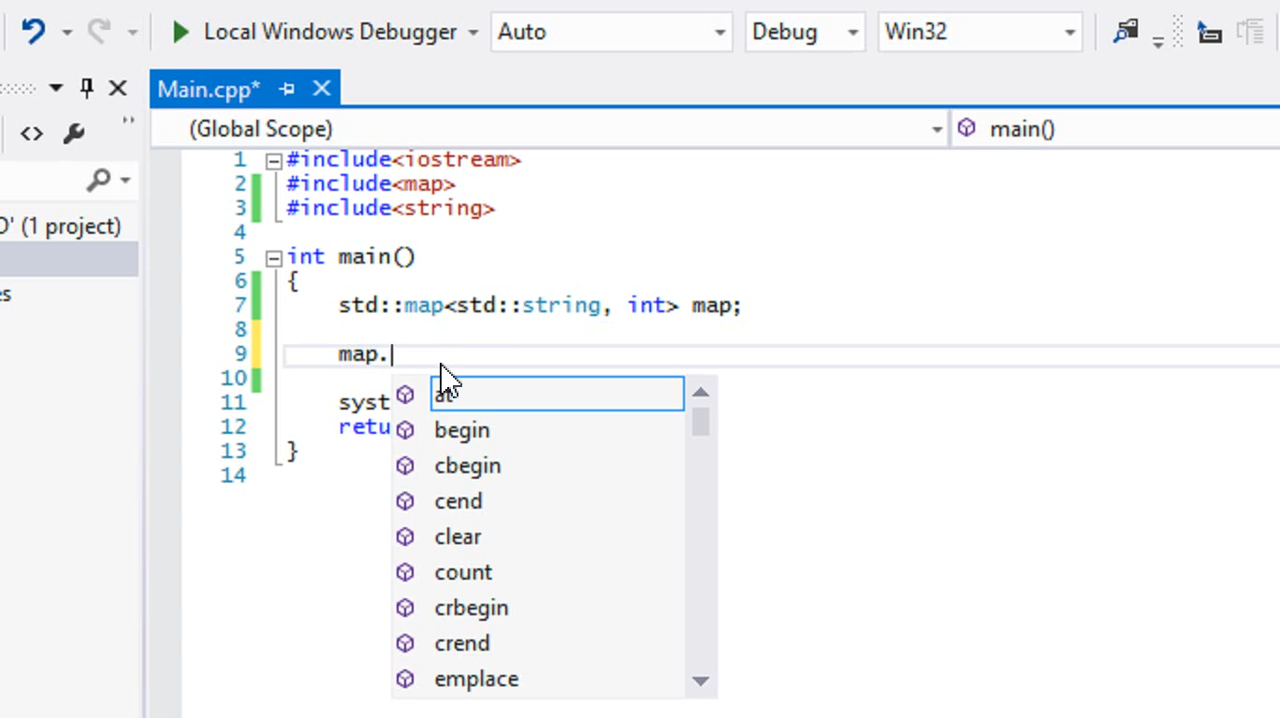 Local Windows Debugger Auto Debug Win32
Main.cpp*
(Global Scope) main()
1 #include<iostream>
2 #include<map>
3 #include<string>
4
5 int main()
6 {
7 std::map<std::string, int> map;
8
9 map.
10
11 syst
12 retu
13 }
14
' (1 project)
es
at
begin
cbegin
cend
clear
count
crbegin
crend
emplace